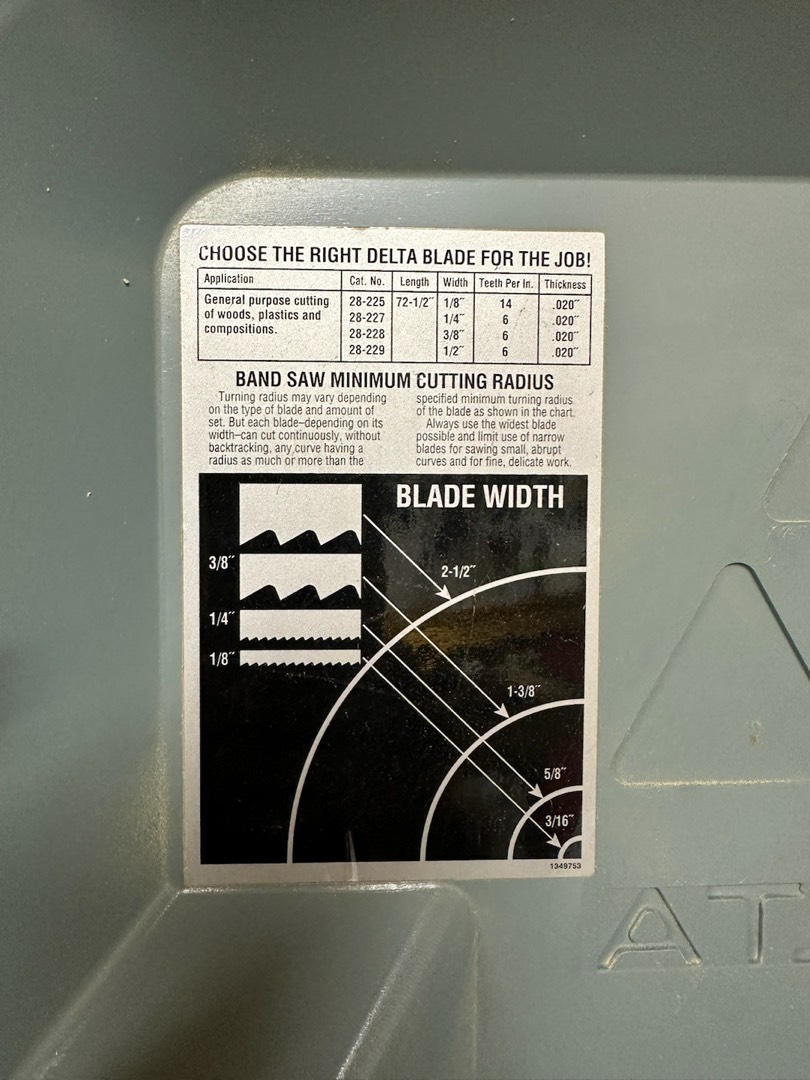 CHOOSE THE RIGHT DELTA BLADE FOR THE JOB!
Application Cat. No. Length Width Teeth Per In. Thickness
General purpose cutting 28-225 72-1/2˝ 1/8˝ 14 .020˝
of woods, plastics and 28-227 1/4˝ 6 .020˝
compositions. 28-228 3/8˝ 6 .020˝
28-229 1/2˝ 6 .020˝
BAND SAW MINIMUM CUTTING RADIUS
Turning radius may vary depending
on the type of blade and amount of
set. But each blade–depending on its
width–can cut continuously, without
backtracking, any curve having a
radius as much or more than the
specified minimum turning radius
of the blade as shown in the chart.
Always use the widest blade
possible and limit use of narrow
blades for sawing small, abrupt
curves and for fine, delicate work.
BLADE WIDTH
3/8˝
1/4˝
1/8˝
2-1/2˝
1-3/8˝
5/8˝
3/16˝
1349753